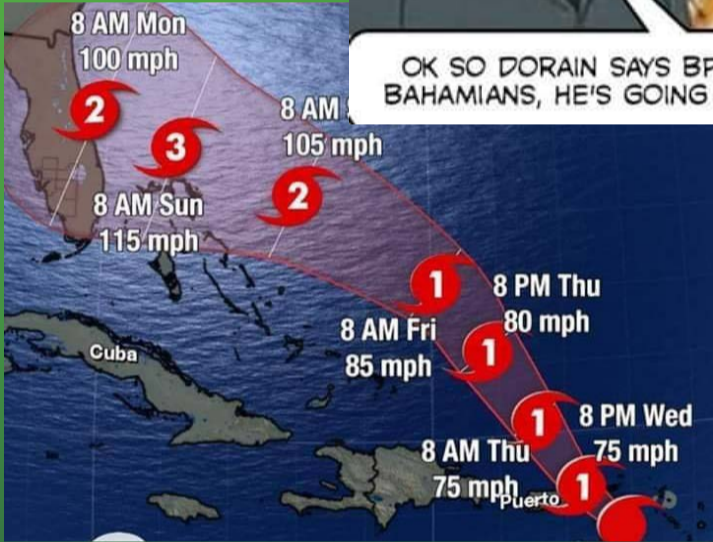 8 AM Mon
100 mph
OK SO DORAIN SAYS
BAHAMIANS, HE'S GOING
2
3
8 AM
105 mph
2
8 AM Sun
115 mph
1
8 PM Thu
80 mph
8 AM Fri
85 mph
1
Cuba
1
8 PM Wed
75 mph
8 AM Thu
75 mph
Puerto
1